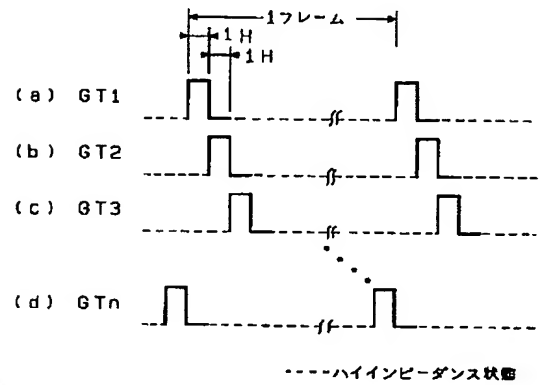 1フレーム
1H
1H
(a) GT1
(b) GT2
(c) GT3
(d) GTn
----ハイインピーダンス状態